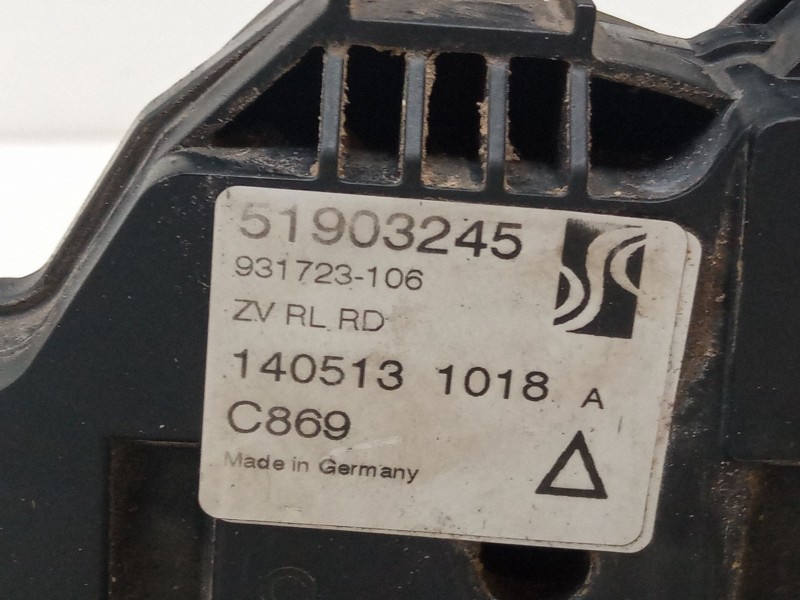 51903245
931723-106
ZV RL RD
140513 1018 A
C869
Made in Germany